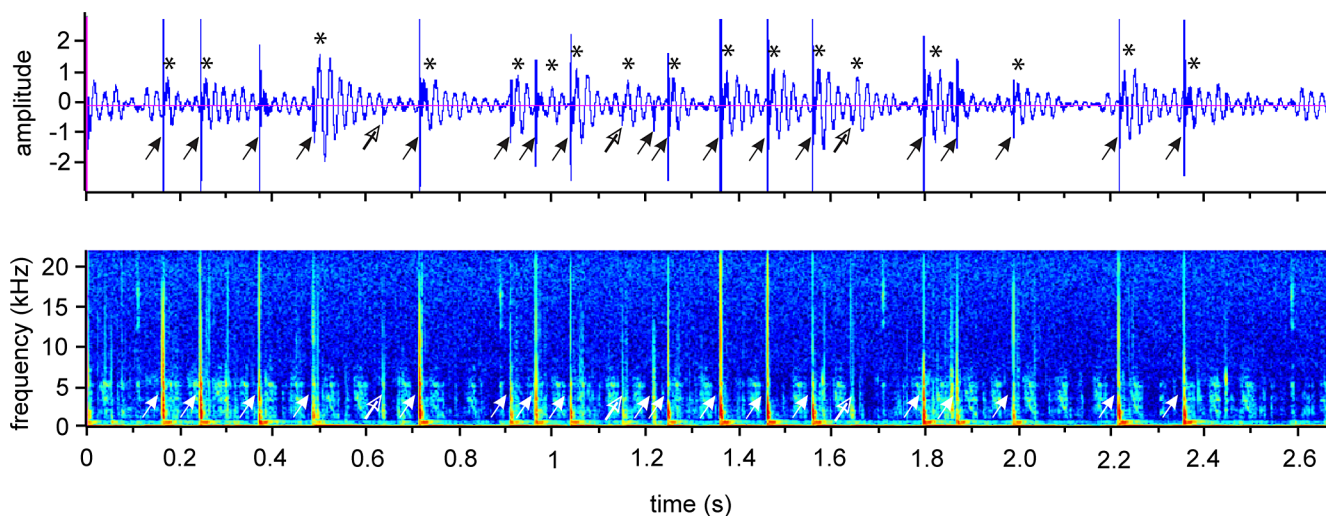 amplitude
2
1
0
-1
-2
* * * * * * * * * * * * * * * * * *
frequency (kHz)
20
15
10
5
0
0 0.2 0.4 0.6 0.8 1 1.2 1.4 1.6 1.8 2.0 2.2 2.4 2.6
time (s)